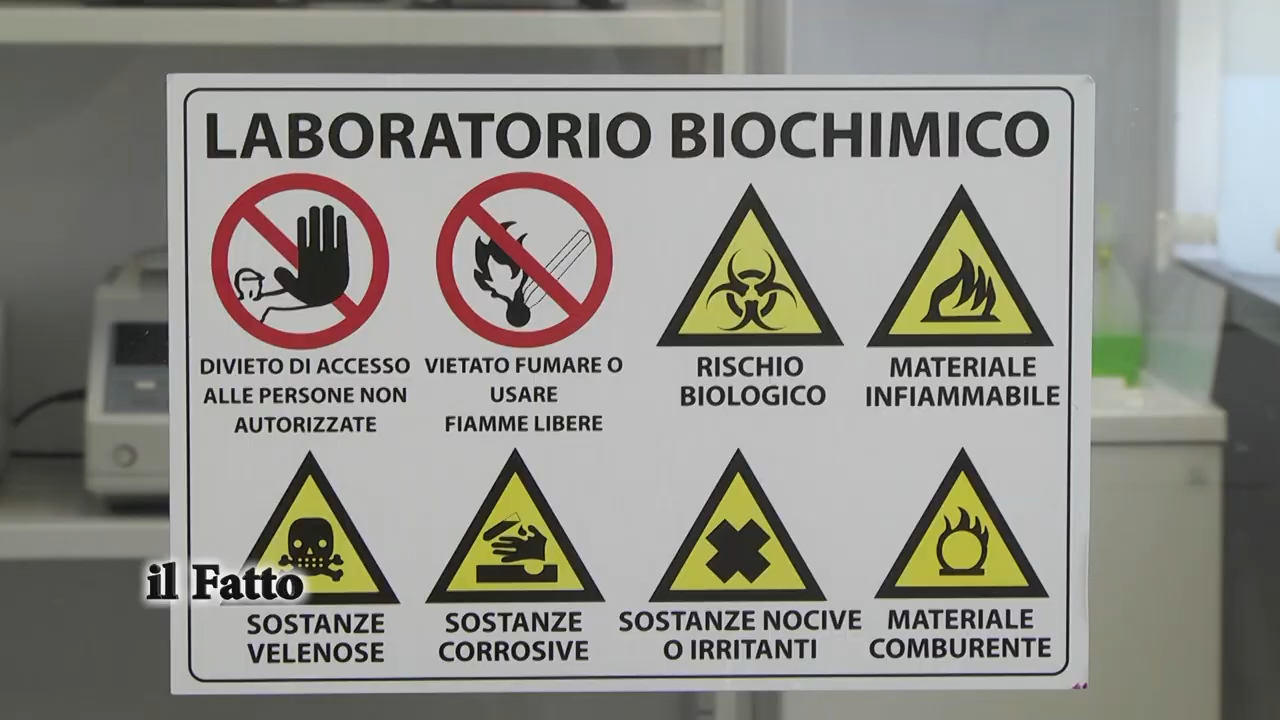 LABORATORIO BIOCHIMICO
DIVIETO DI ACCESSO
ALLE PERSONE NON
AUTORIZZATE
VIETATO FUMARE O
USARE
FIAMME LIBERE
RISCHIO
BIOLOGICO
MATERIALE
INFIAMMABILE
il Fatto
SOSTANZE
VELENOSE
SOSTANZE
CORROSIVE
SOSTANZE NOCIVE
O IRRITANTI
MATERIALE
COMBURENTE